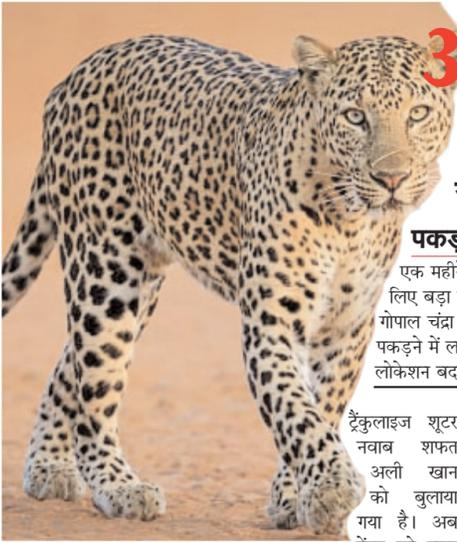 3
पकड़
एक मही
लिए बड़ा
गोपाल चंद्रा
पकड़ने में ल
लोकेशन बद
ट्रैंकुलाइज शूटर
नवाब शफत
अली खान
को बुलाया
गया है। अब